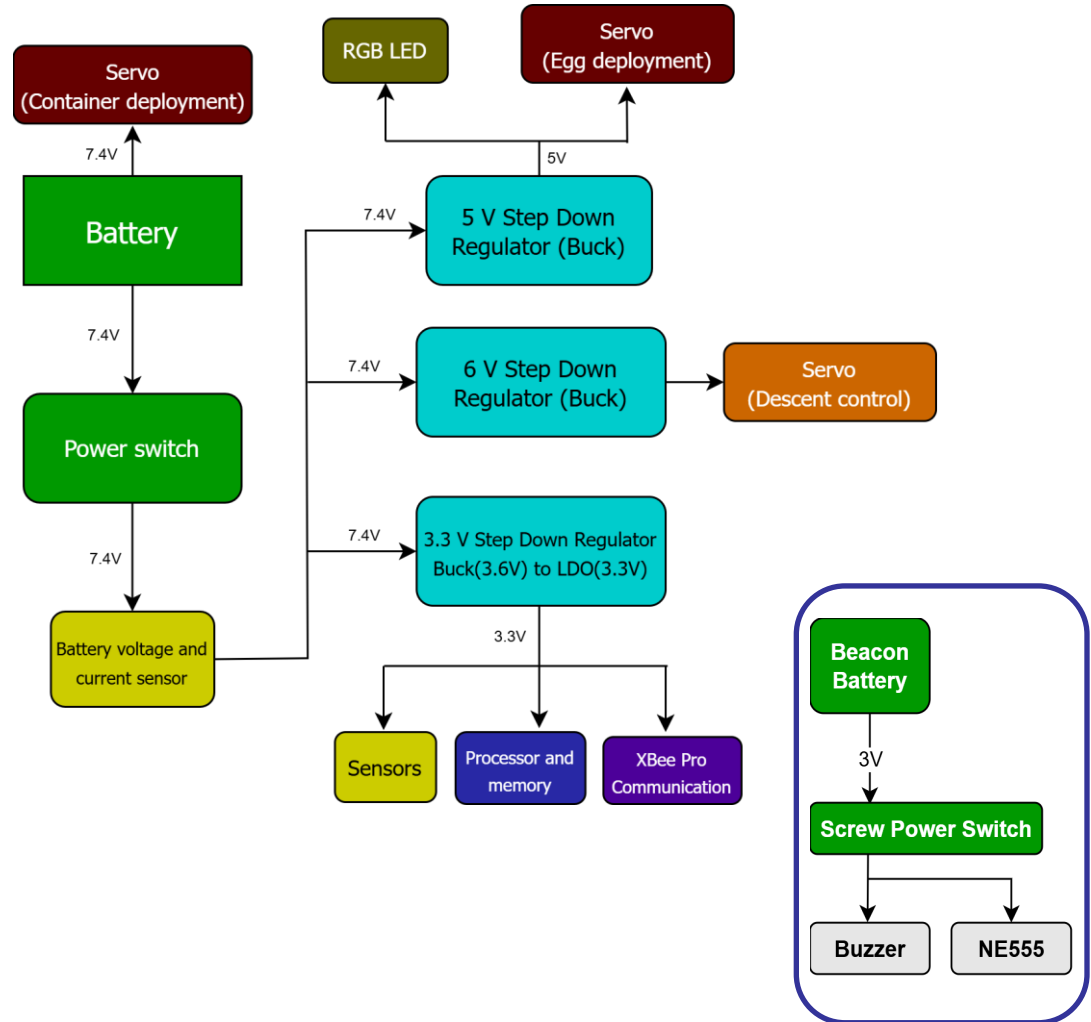 Servo
(Container deployment)
RGB LED
Servo
(Egg deployment)
7.4V
5V
Battery
7.4V
5 V Step Down
Regulator (Buck)
7.4V
7.4V
6 V Step Down
Regulator (Buck)
Servo
(Descent control)
Power switch
7.4V
7.4V
3.3 V Step Down Regulator
Buck(3.6V) to LDO(3.3V)
Battery voltage and
current sensor
3.3V
Sensors
Processor and
memory
XBee Pro
Communication
Beacon
Battery
3V
Screw Power Switch
Buzzer
NE555